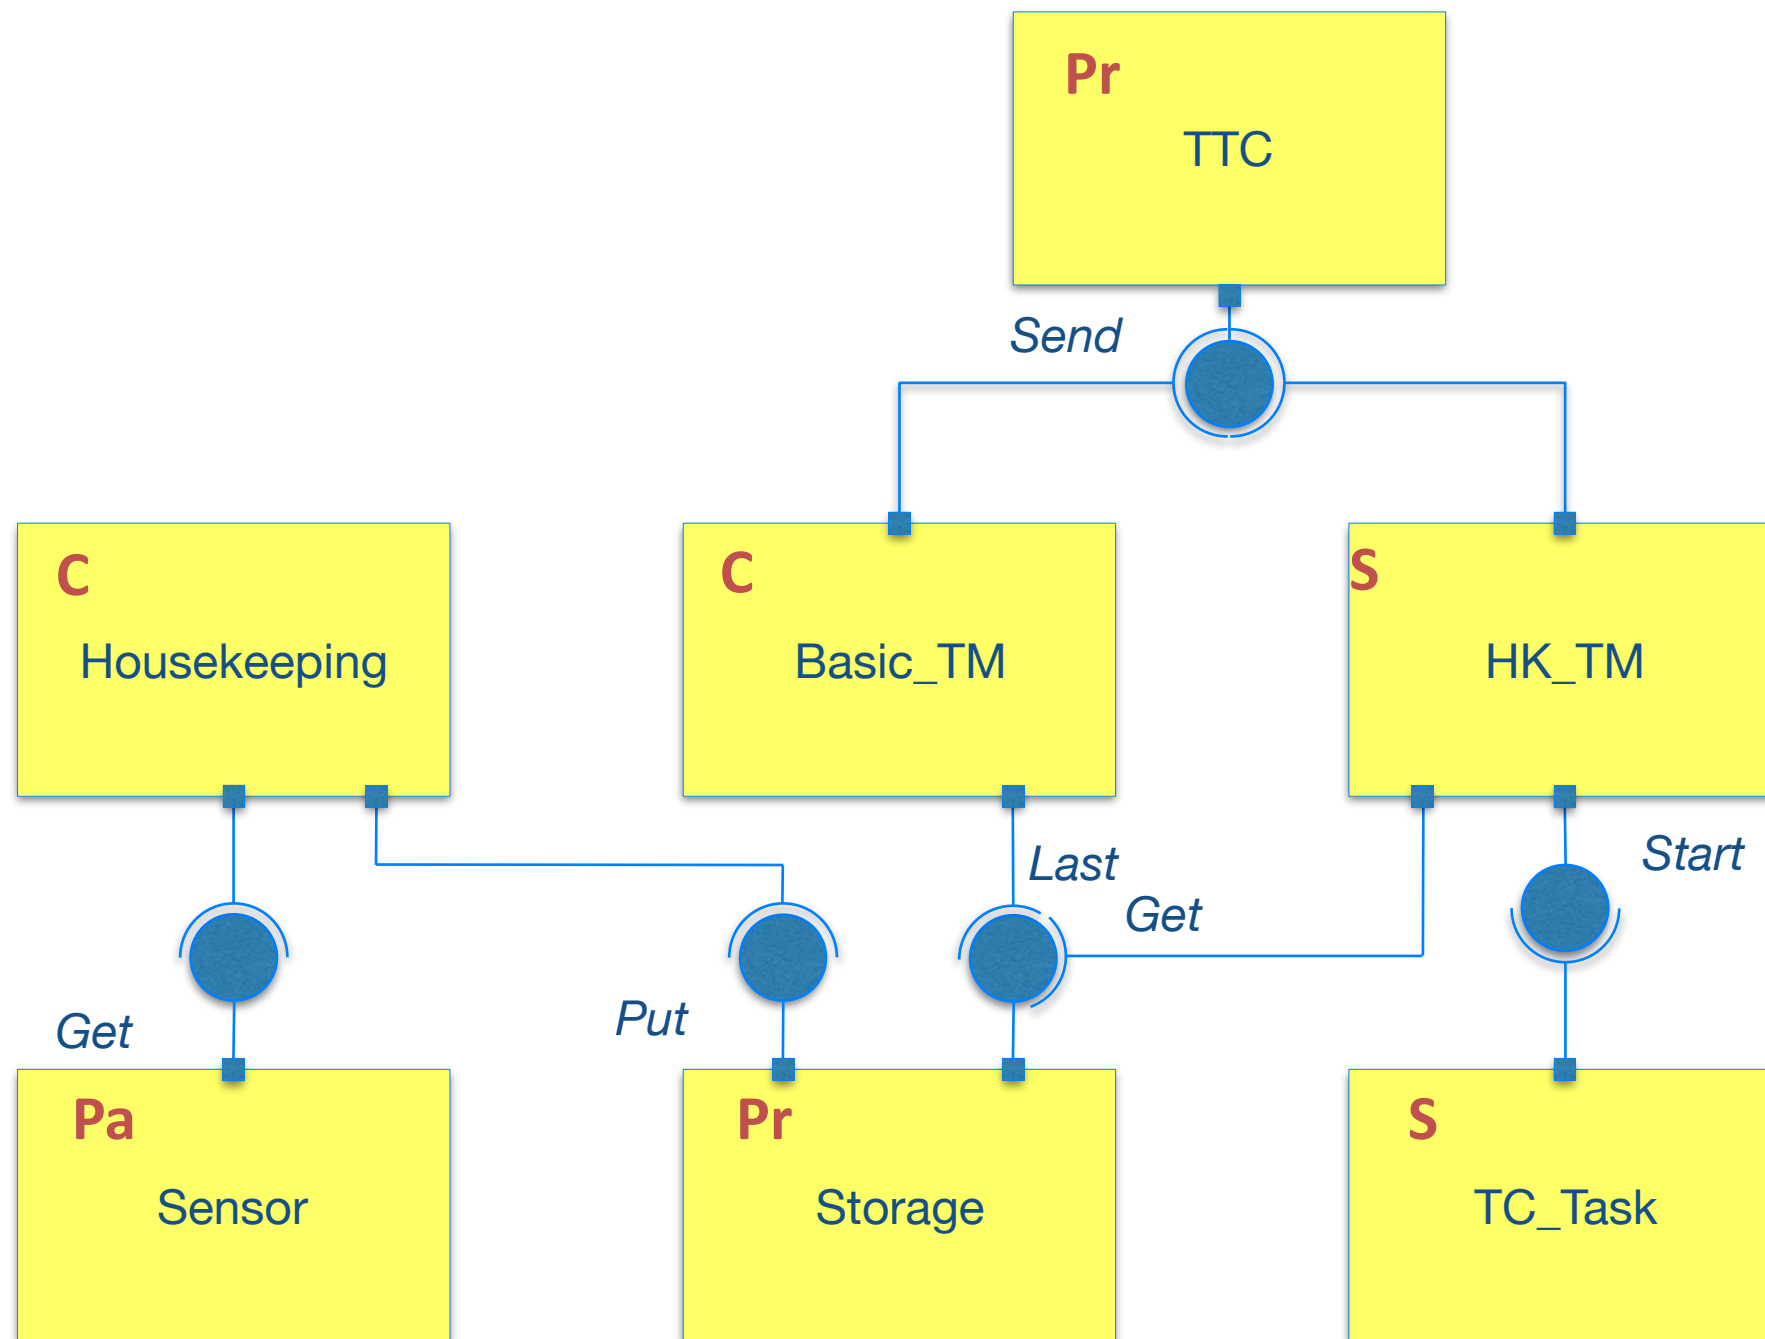 Pr
TTC
Send
C
Housekeeping
C
Basic_TM
S
HK_TM
Last
Start
Get
Get
Put
Pa
Sensor
Pr
Storage
S
TC_Task